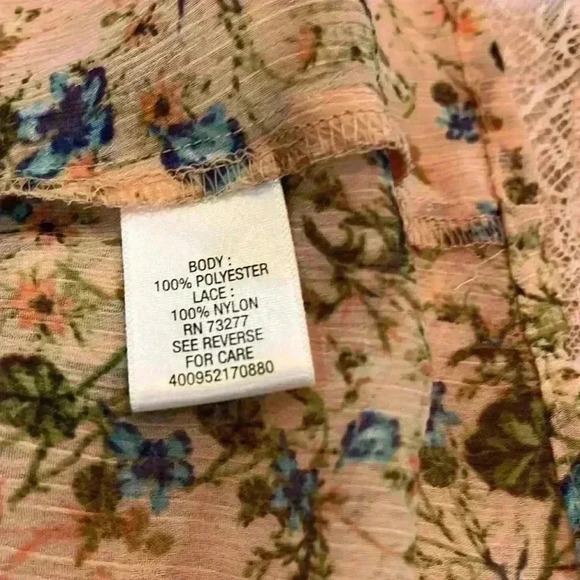 BODY :
100% POLYESTER
LACE :
100% NYLON
RN 73277
SEE REVERSE
FOR CARE
400952170880